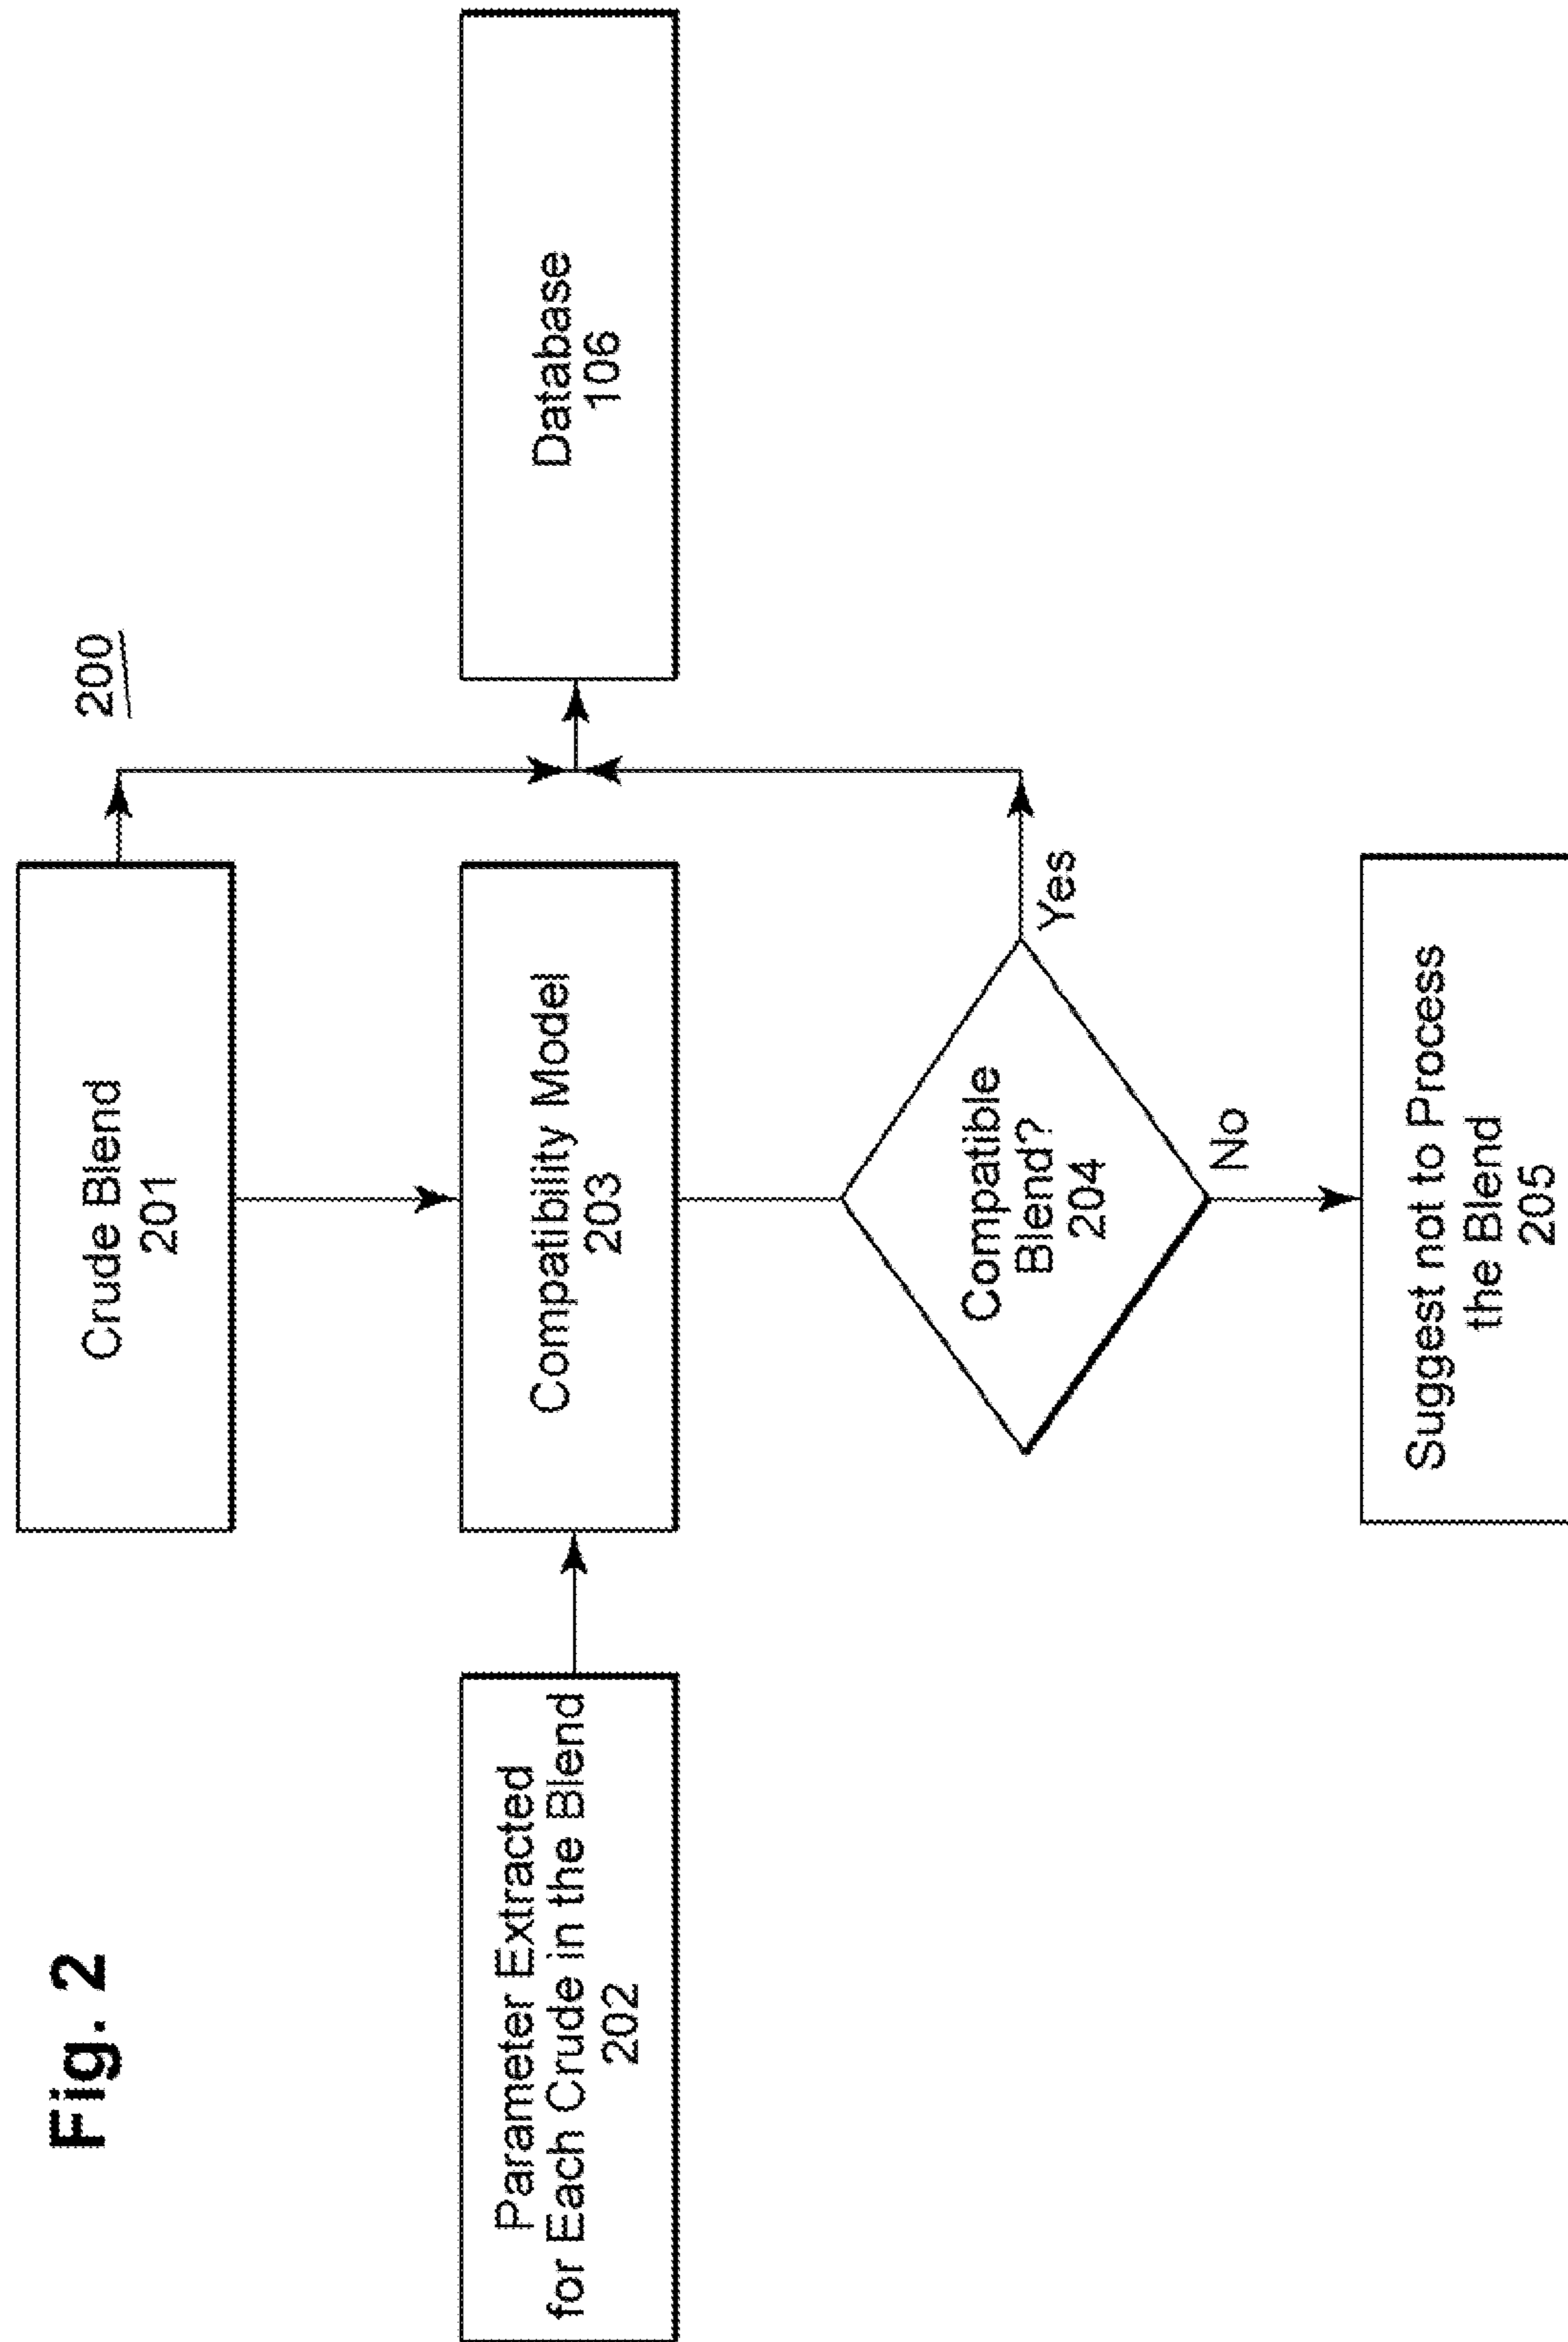 Fig. 2
200
Crude Blend
201
Parameter Extracted
for Each Crude in the Blend
202
Compatibility Model
203
Database
106
Compatible
Blend?
204
Yes
No
Suggest not to Process
the Blend
205